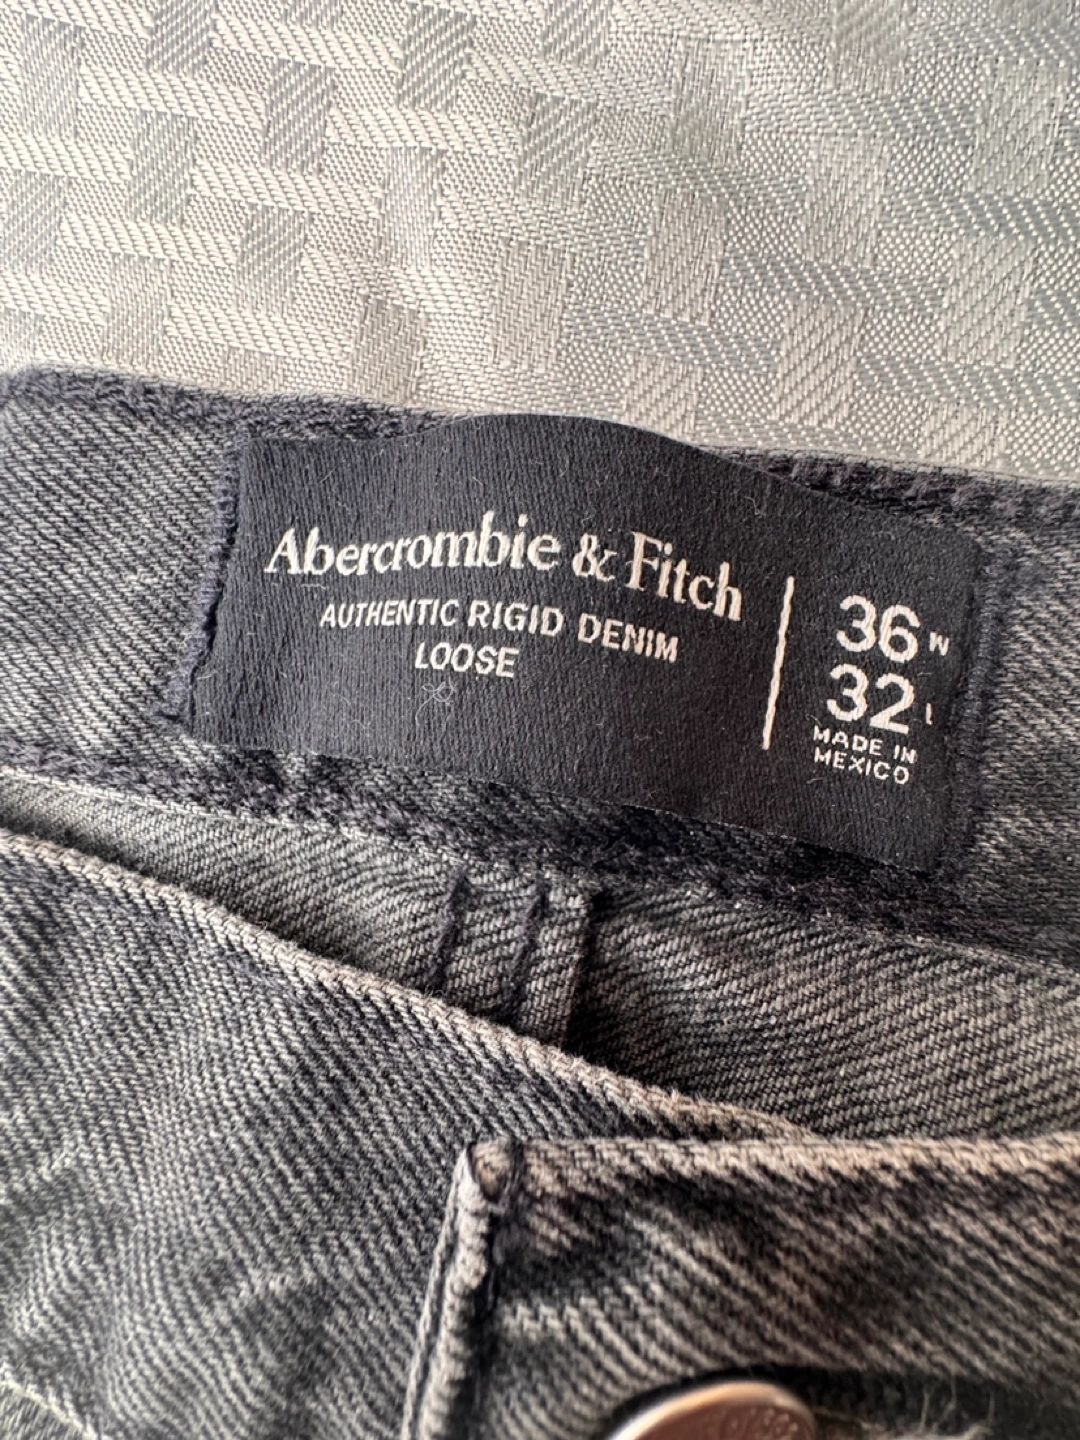 Abercrombie & Fitch
AUTHENTIC RIGID DENIM
LOOSE
36 W
32 L
MADE IN
MEXICO